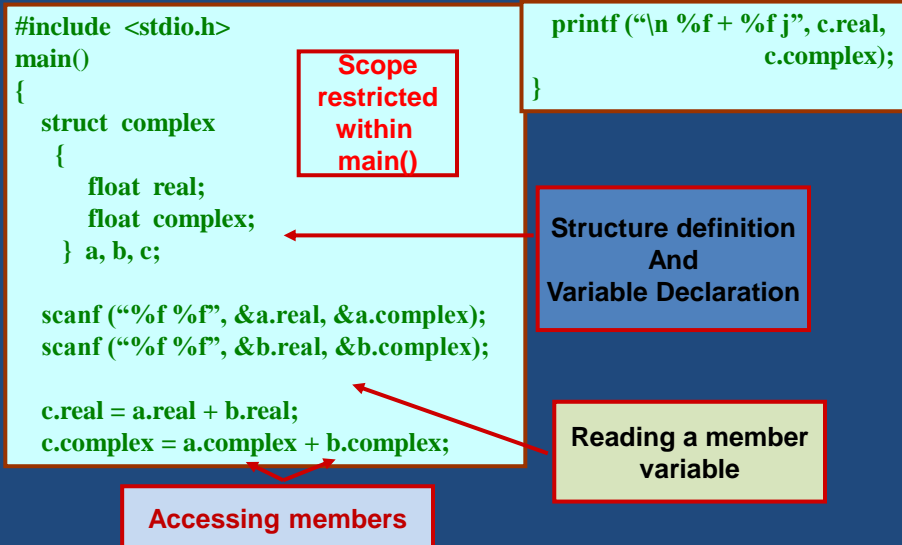 #include <stdio.h>
main()
{
struct complex
{
float real;
float complex;
} a, b, c;
scanf (“%f %f”, &a.real, &a.complex);
scanf (“%f %f”, &b.real, &b.complex);
c.real = a.real + b.real;
c.complex = a.complex + b.complex;
printf (“\n %f + %f j”, c.real,
c.complex);
}
Scope
restricted
within
main()
Structure definition
And
Variable Declaration
Reading a member
variable
Accessing members